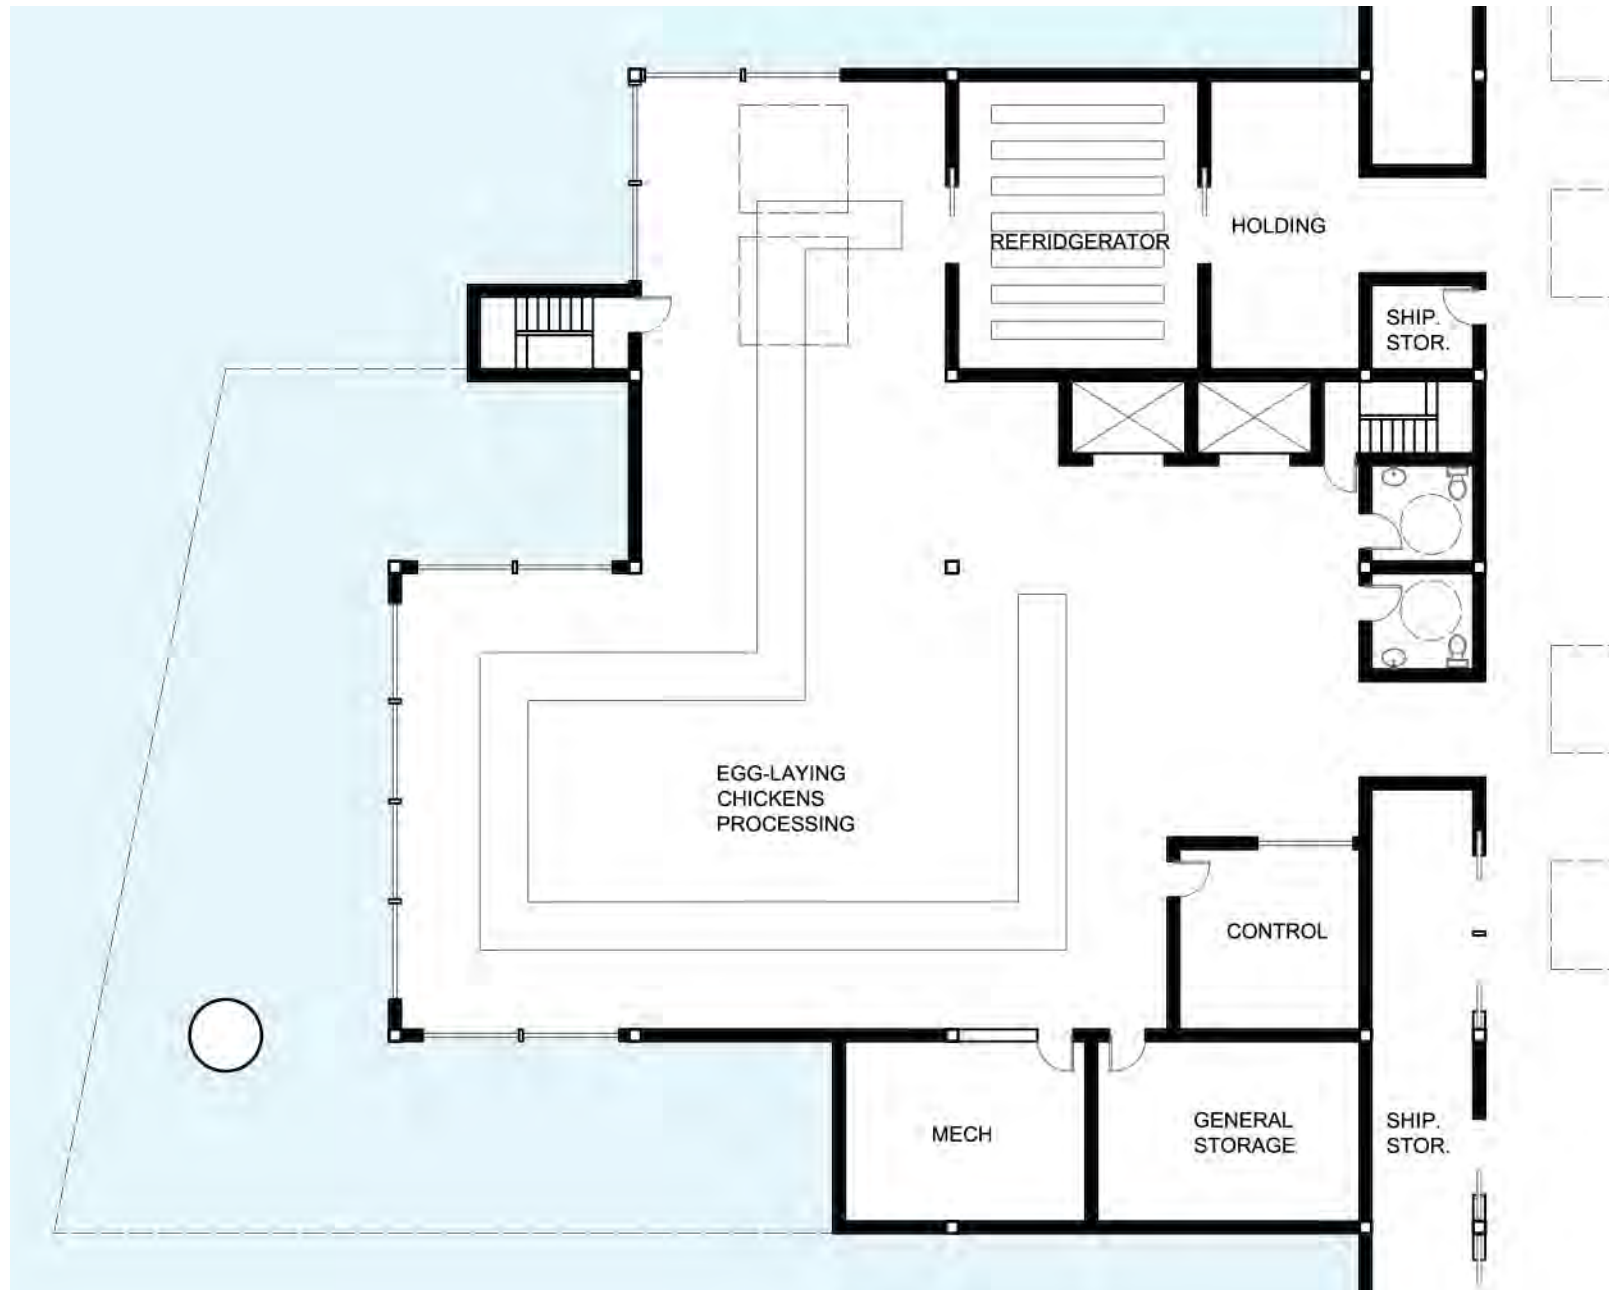 HOLDING
REFRIDGERATOR
SHIP.
STOR.
EGG-LAYING
CHICKENS
PROCESSING
CONTROL
MECH
GENERAL
STORAGE
SHIP.
STOR.